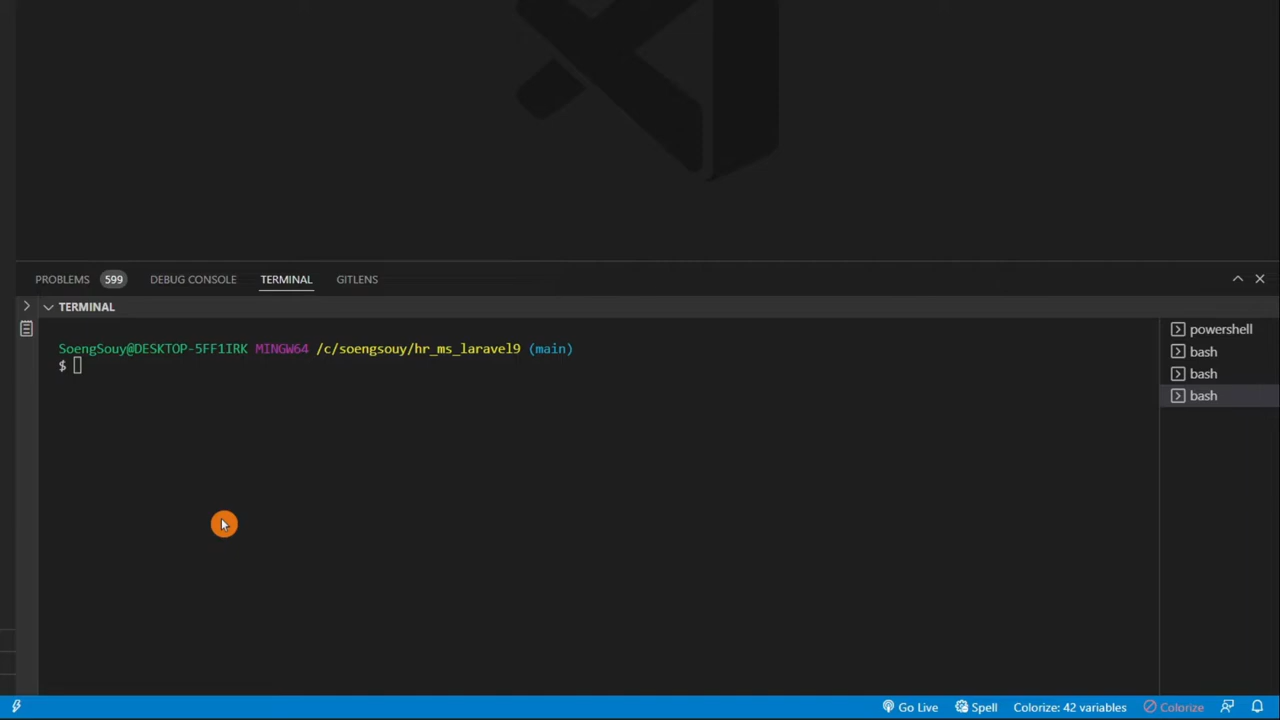 PROBLEMS 599 DEBUG CONSOLE TERMINAL GITLENS
TERMINAL
SoengSouy@DESKTOP-5FF1IRK MINGW64 /c/soengsouy/hr_ms_laravel9 (main)
$
powershell
bash
bash
bash
Go Live Spell Colorize: 42 variables Colorize